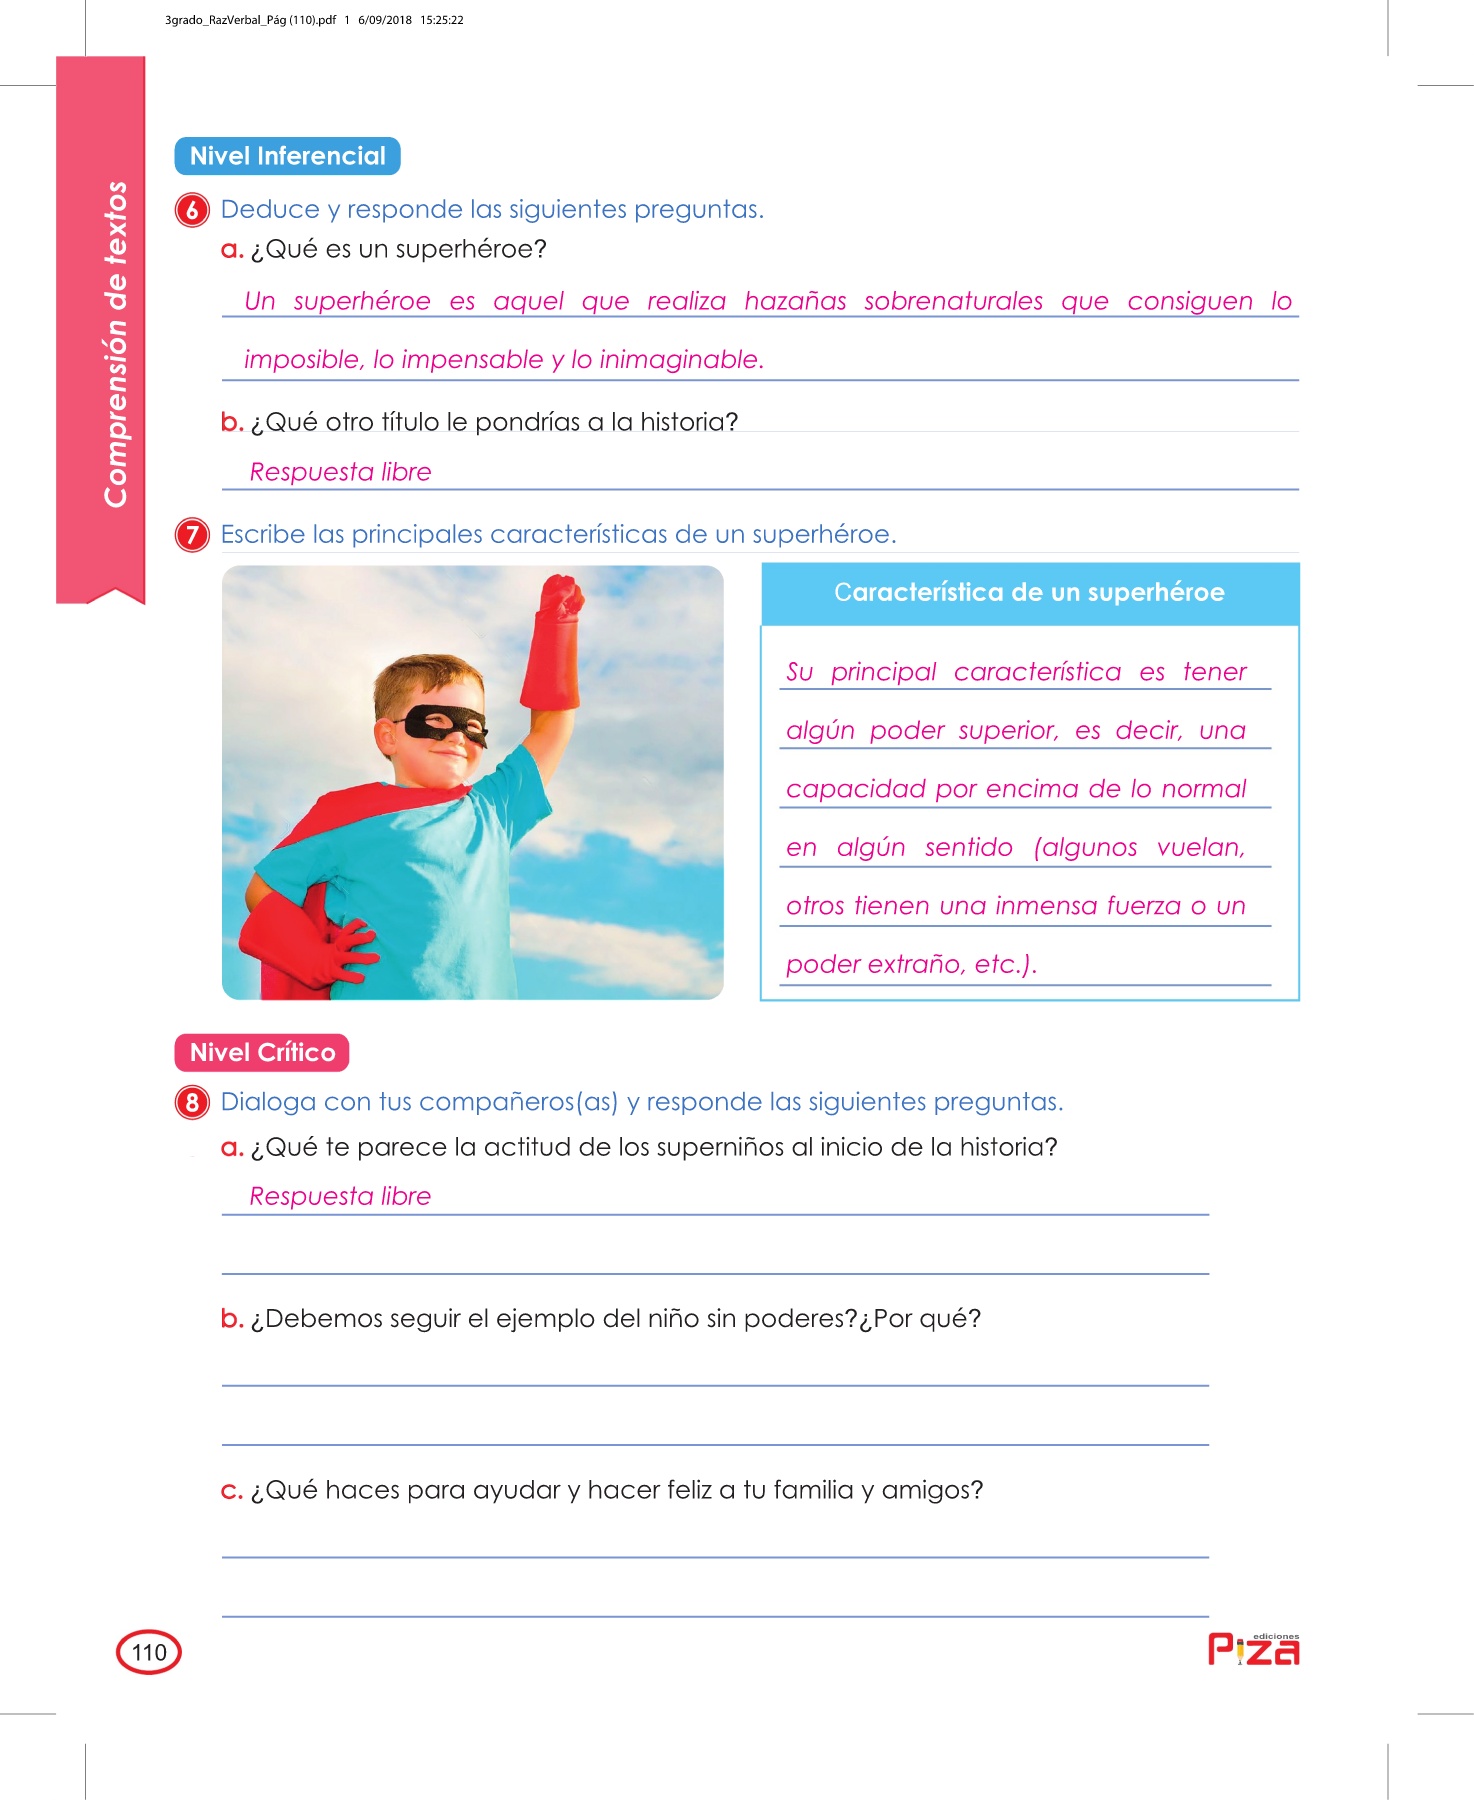 3grado_RazVerbal_Pág (110).pdf 1 6/09/2018 15:25:22
Comprensión de textos
Nivel Inferencial
6 Deduce y responde las siguientes preguntas.
a. ¿Qué es un superhéroe?
Un superhéroe es aquel que realiza hazañas sobrenaturales que consiguen lo
imposible, lo impensable y lo inimaginable.
b. ¿Qué otro título le pondrías a la historia?
Respuesta libre
7 Escribe las principales características de un superhéroe.
Característica de un superhéroe
Su principal característica es tener
algún poder superior, es decir, una
capacidad por encima de lo normal
en algún sentido (algunos vuelan,
otros tienen una inmensa fuerza o un
poder extraño, etc.).
Nivel Crítico
8 Dialoga con tus compañeros(as) y responde las siguientes preguntas.
a. ¿Qué te parece la actitud de los superniños al inicio de la historia?
Respuesta libre
b. ¿Debemos seguir el ejemplo del niño sin poderes?¿Por qué?
c. ¿Qué haces para ayudar y hacer feliz a tu familia y amigos?
110
ediciones
Piza